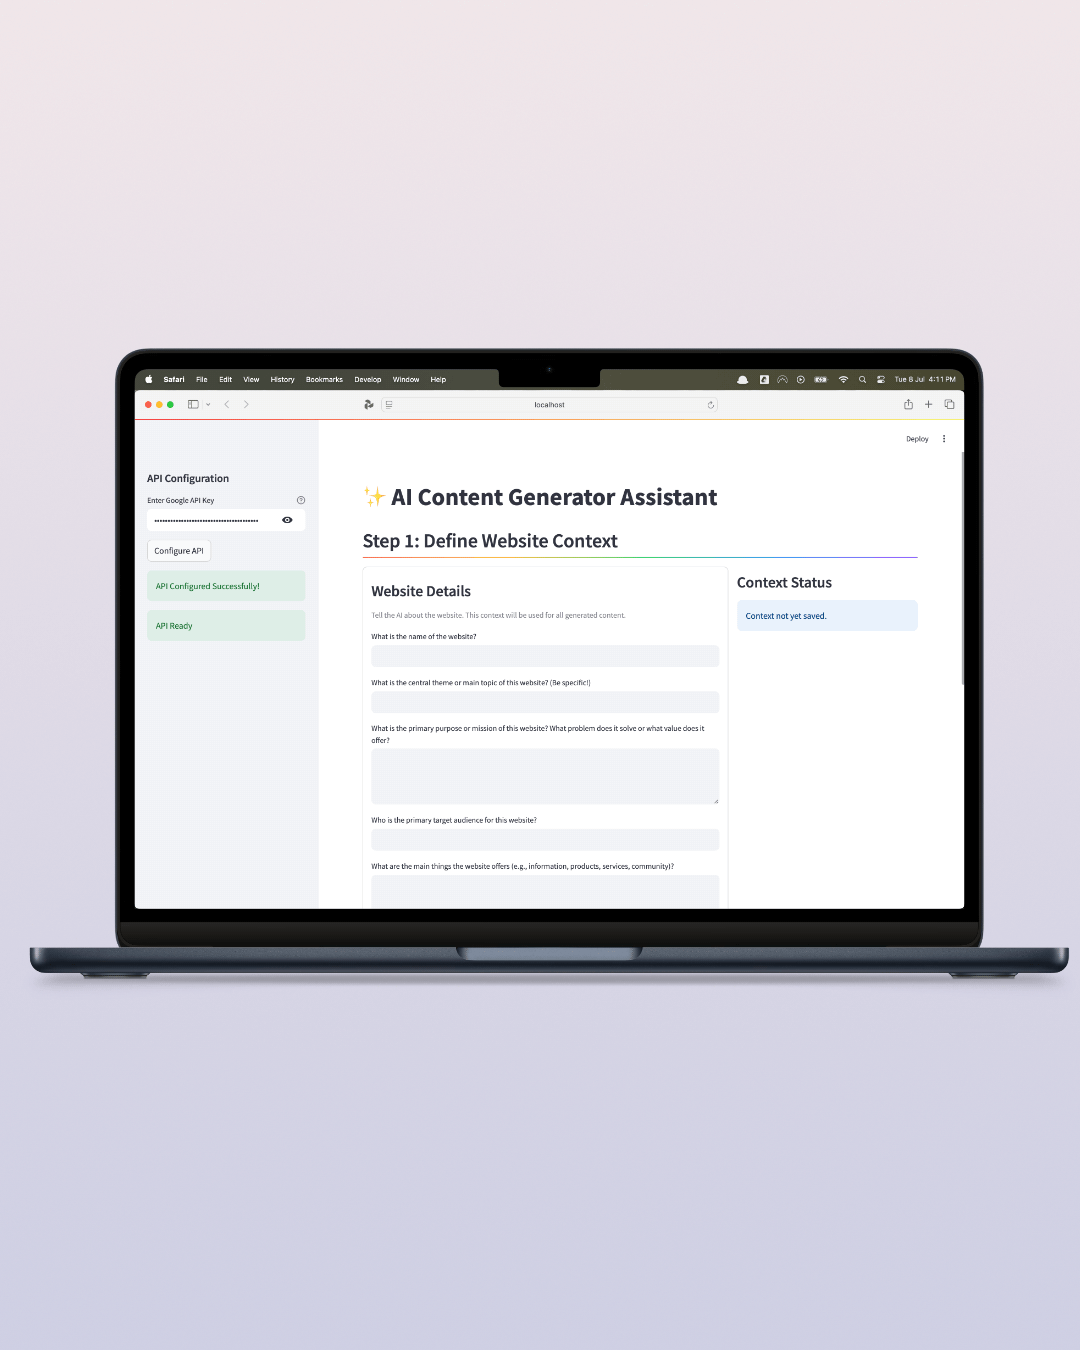 Safari File Edit View History Bookmarks Develop Window Help Tue 8 Jul 4:11 PM
localhost
Deploy
API Configuration
Enter Google API Key
Configure API
API Configured Successfully!
API Ready
✨ AI Content Generator Assistant
Step 1: Define Website Context
Website Details
Tell the AI about the website. This context will be used for all generated content.
What is the name of the website?
What is the central theme or main topic of this website? (Be specific!)
What is the primary purpose or mission of this website? What problem does it solve or what value does it
offer?
Who is the primary target audience for this website?
What are the main things the website offers (e.g., information, products, services, community)?
Context Status
Context not yet saved.